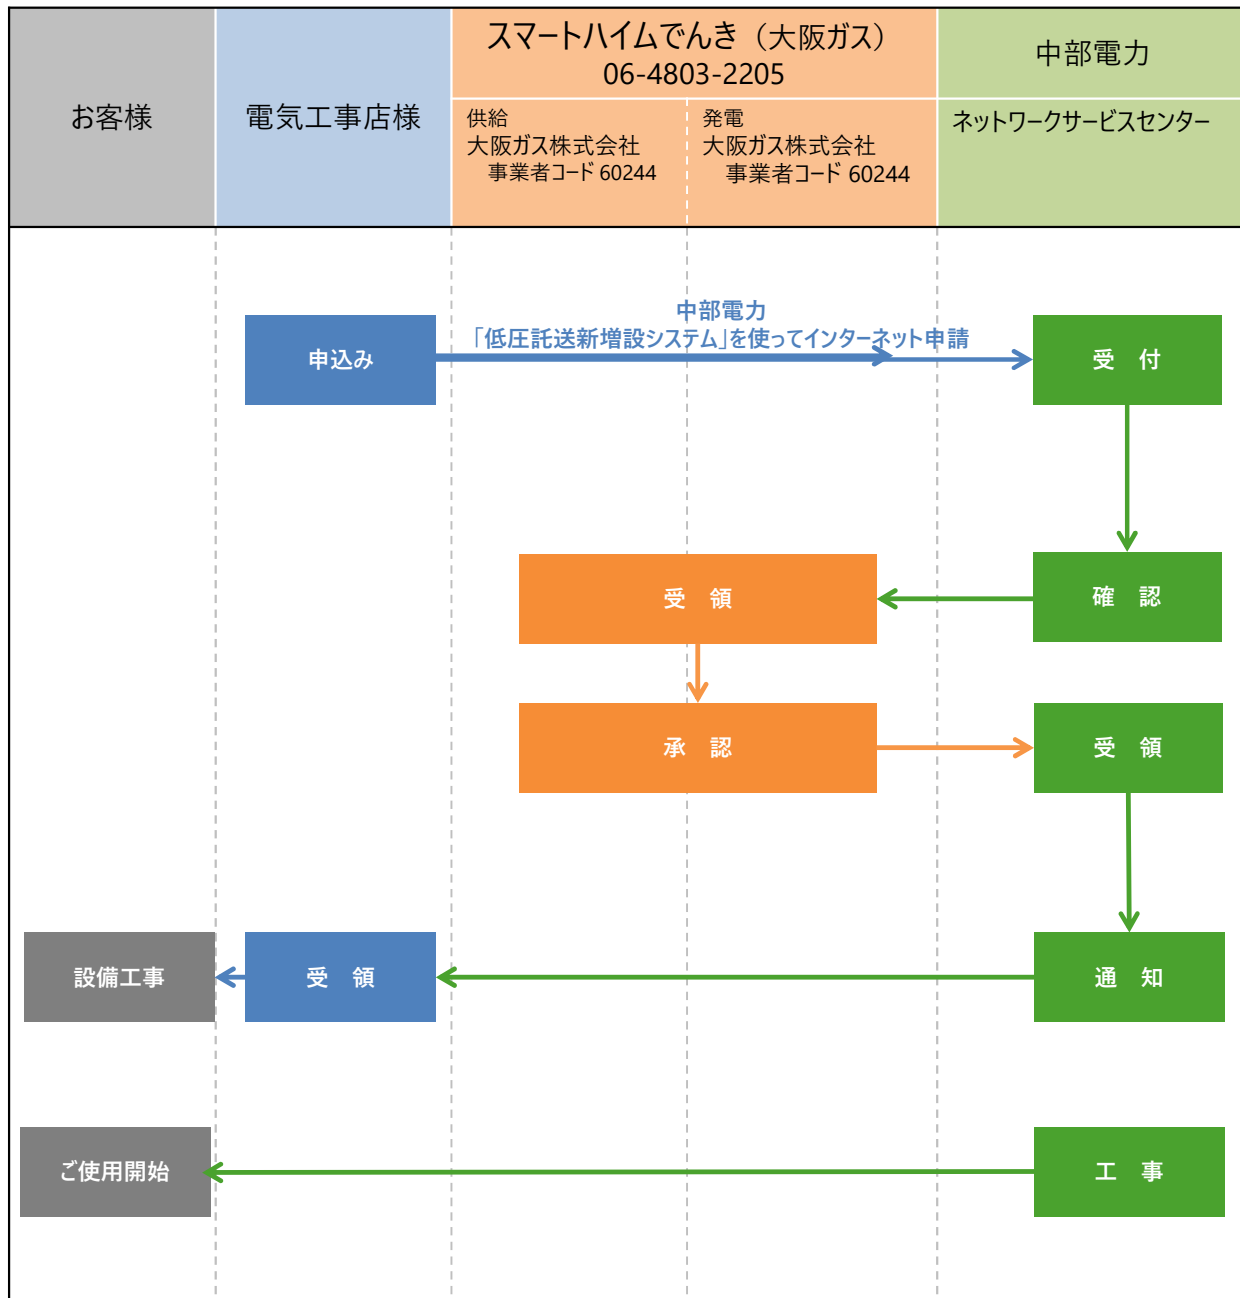 お客様
電気工事店様
スマートハイムでんき（大阪ガス）
06-4803-2205
供給
大阪ガス株式会社
事業者コード 60244
発電
大阪ガス株式会社
事業者コード 60244
中部電力
ネットワークサービスセンター
中部電力
「低圧託送新増設システム」を使ってインターネット申請
申込み
受　付
受　領
確　認
承　認
受　領
設備工事
受　領
通　知
ご使用開始
工　事